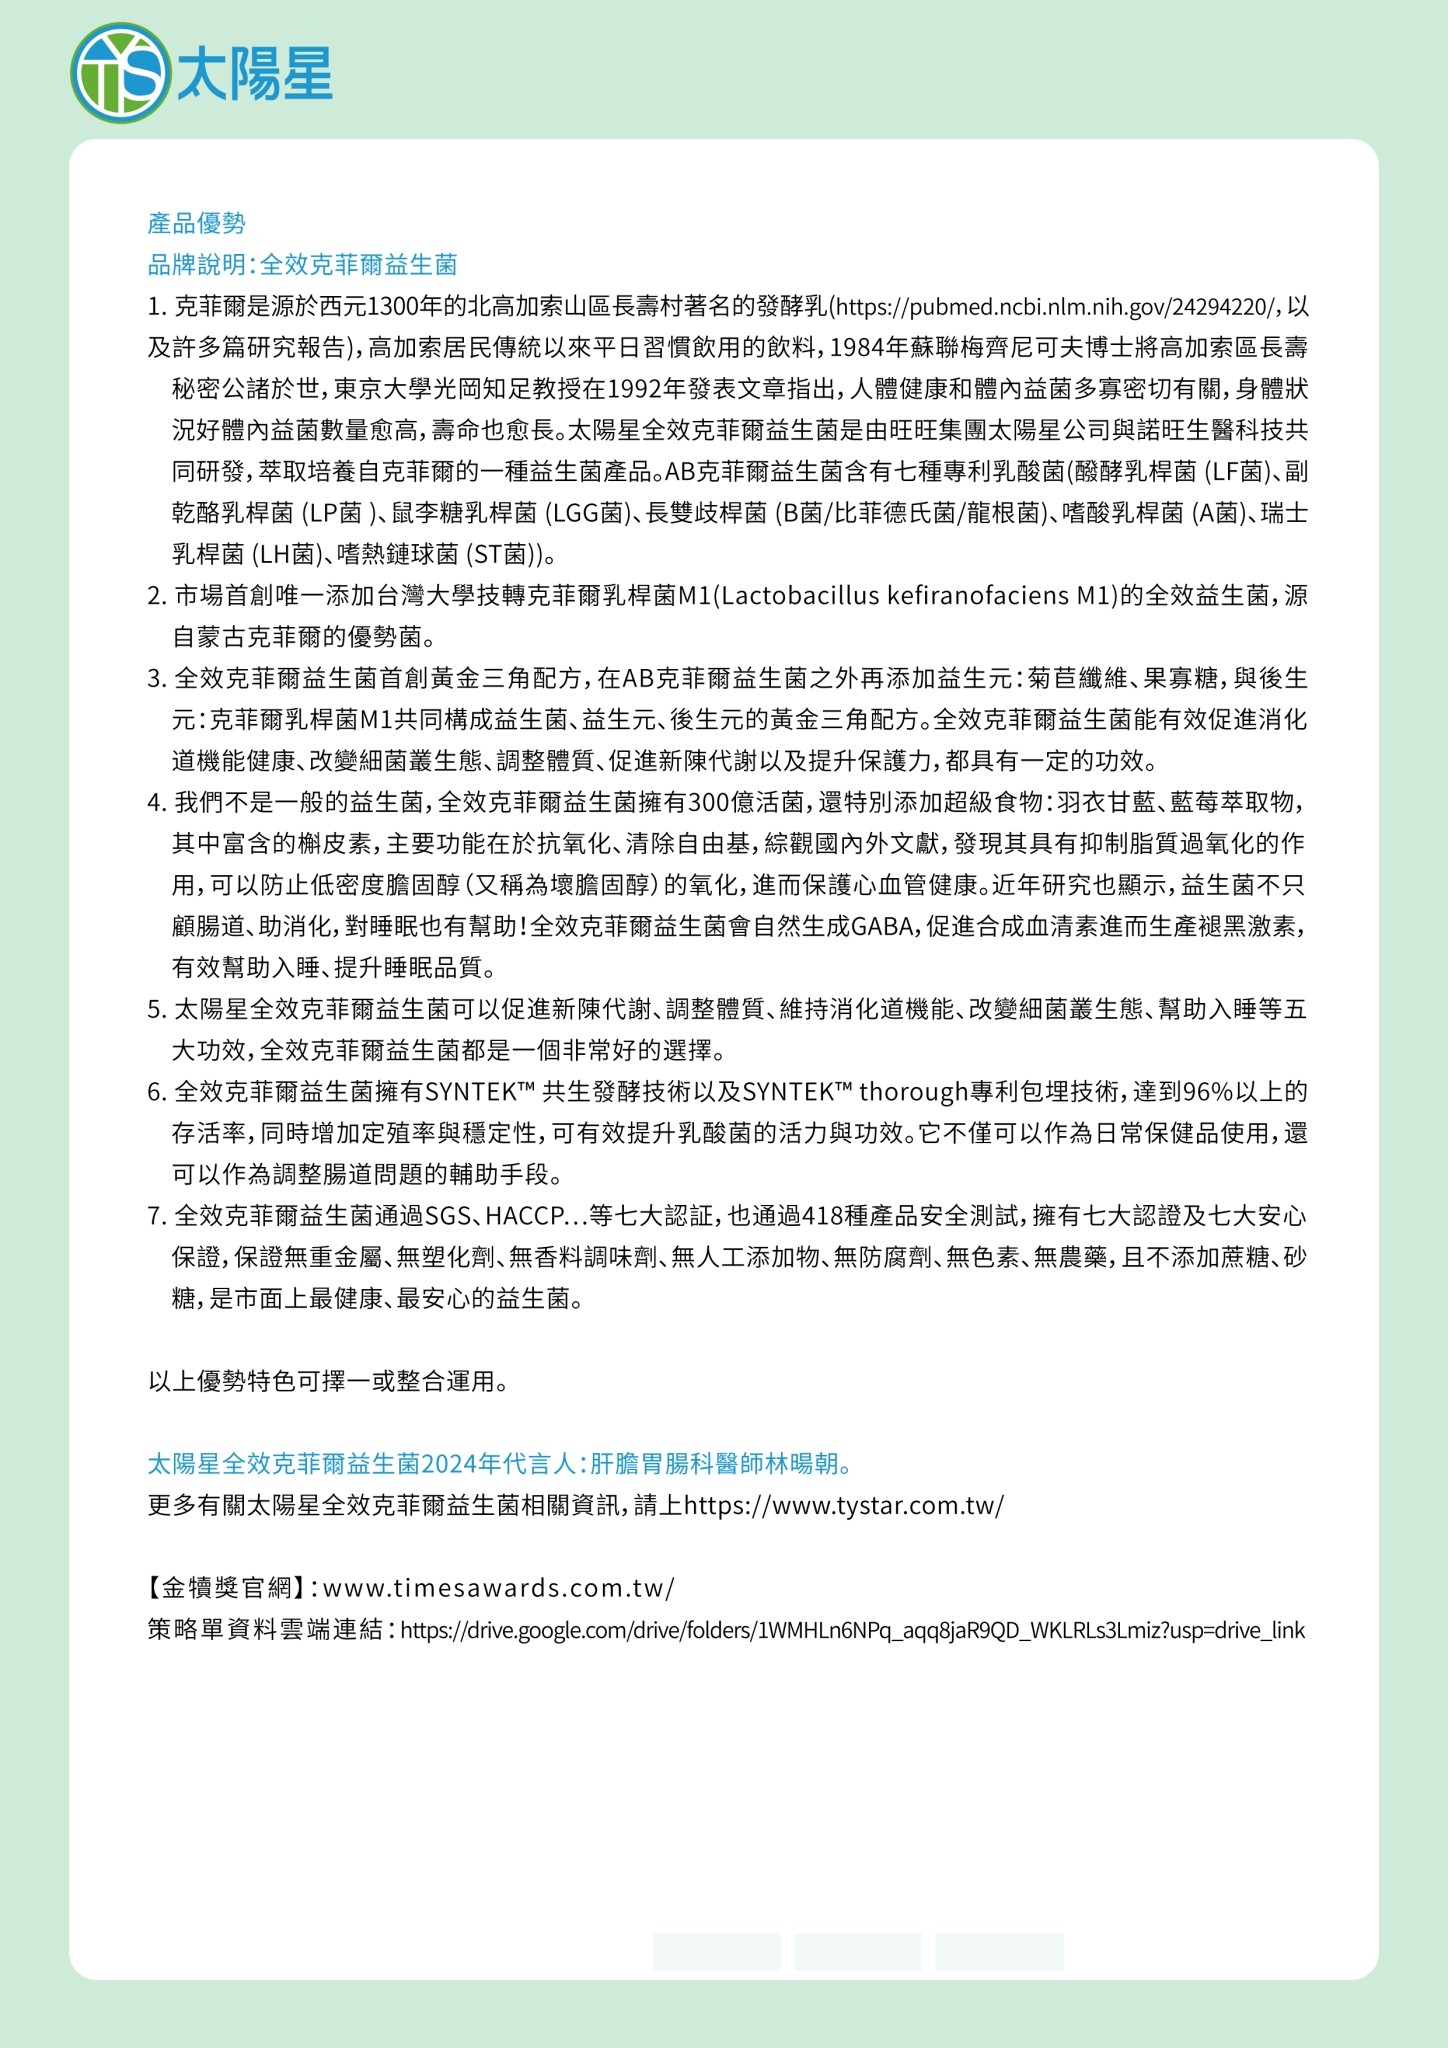 TYS 太陽星
產品優勢
品牌說明：全效克菲爾益生菌
1. 克菲爾是源於西元1300年的北高加索山區長壽村著名的發酵乳(https://pubmed.ncbi.nlm.nih.gov/24294220/，以
及許多篇研究報告)，高加索居民傳統以來平日習慣飲用的飲料，1984年蘇聯梅齊尼可夫博士將高加索區長壽
秘密公諸於世，東京大學光岡知足教授在1992年發表文章指出，人體健康和體內益菌多寡密切有關，身體狀
況好體內益菌數量愈高，壽命也愈長。太陽星全效克菲爾益生菌是由旺旺集團太陽星公司與諾旺生醫科技共
同研發，萃取培養自克菲爾的一種益生菌產品。AB克菲爾益生菌含有七種專利乳酸菌(醱酵乳桿菌 (LF菌)、副
乾酪乳桿菌 (LP菌 )、鼠李糖乳桿菌 (LGG菌)、長雙歧桿菌 (B菌/比菲德氏菌/龍根菌)、嗜酸乳桿菌 (A菌)、瑞士
乳桿菌 (LH菌)、嗜熱鏈球菌 (ST菌))。
2. 市場首創唯一添加台灣大學技轉克菲爾乳桿菌M1(Lactobacillus kefiranofaciens M1)的全效益生菌，源
自蒙古克菲爾的優勢菌。
3. 全效克菲爾益生菌首創黃金三角配方，在AB克菲爾益生菌之外再添加益生元：菊苣纖維、果寡糖，與後生
元：克菲爾乳桿菌M1共同構成益生菌、益生元、後生元的黃金三角配方。全效克菲爾益生菌能有效促進消化
道機能健康、改變細菌叢生態、調整體質、促進新陳代謝以及提升保護力，都具有一定的功效。
4. 我們不是一般的益生菌，全效克菲爾益生菌擁有300億活菌，還特別添加超級食物：羽衣甘藍、藍莓萃取物，
其中富含的槲皮素，主要功能在於抗氧化、清除自由基，綜觀國內外文獻，發現其具有抑制脂質過氧化的作
用，可以防止低密度膽固醇（又稱為壞膽固醇）的氧化，進而保護心血管健康。近年研究也顯示，益生菌不只
顧腸道、助消化，對睡眠也有幫助！全效克菲爾益生菌會自然生成GABA，促進合成血清素進而生產褪黑激素，
有效幫助入睡、提升睡眠品質。
5. 太陽星全效克菲爾益生菌可以促進新陳代謝、調整體質、維持消化道機能、改變細菌叢生態、幫助入睡等五
大功效，全效克菲爾益生菌都是一個非常好的選擇。
6. 全效克菲爾益生菌擁有SYNTEK™ 共生發酵技術以及SYNTEK™ thorough專利包埋技術，達到96%以上的
存活率，同時增加定殖率與穩定性，可有效提升乳酸菌的活力與功效。它不僅可以作為日常保健品使用，還
可以作為調整腸道問題的輔助手段。
7. 全效克菲爾益生菌通過SGS、HACCP...等七大認証，也通過418種產品安全測試，擁有七大認證及七大安心
保證，保證無重金屬、無塑化劑、無香料調味劑、無人工添加物、無防腐劑、無色素、無農藥，且不添加蔗糖、砂
糖，是市面上最健康、最安心的益生菌。
以上優勢特色可擇一或整合運用。
太陽星全效克菲爾益生菌2024年代言人：肝膽胃腸科醫師林暘朝。
更多有關太陽星全效克菲爾益生菌相關資訊，請上https://www.tystar.com.tw/
【金犢獎官網】：www.timesawards.com.tw/
策略單資料雲端連結：https://drive.google.com/drive/folders/1WMHLn6NPq_aqq8jaR9QD_WKLRLs3Lmiz?usp=drive_link